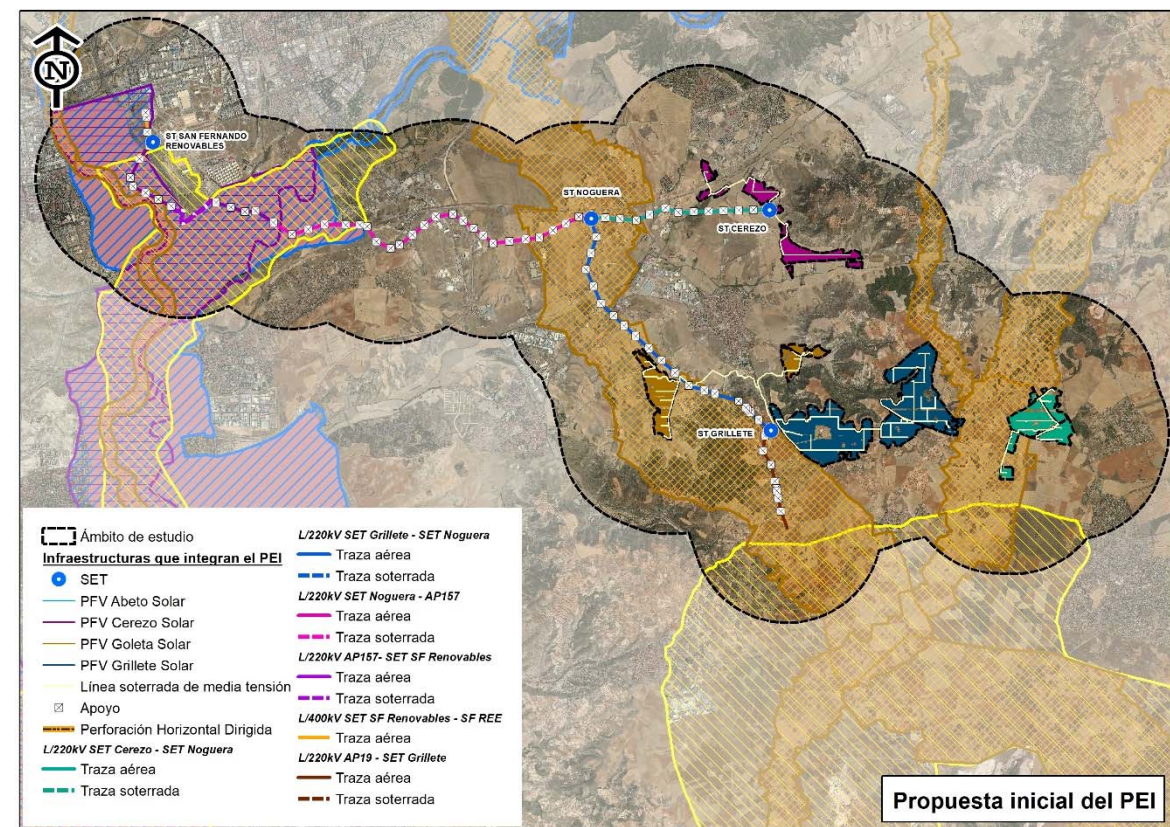 N
ST SAN FERNANDO
RENOVABLES
ST NOGUERA
ST CEREZO
ST GRILLETE
Ámbito de estudio
Infraestructuras que integran el PEI
SET
PFV Abeto Solar
PFV Cerezo Solar
PFV Goleta Solar
PFV Grillete Solar
Línea soterrada de media tensión
Apoyo
Perforación Horizontal Dirigida
L/220kV SET Cerezo - SET Noguera
Traza aérea
Traza soterrada
L/220kV SET Grillete - SET Noguera
Traza aérea
Traza soterrada
L/220kV SET Noguera - AP157
Traza aérea
Traza soterrada
L/220kV AP157- SET SF Renovables
Traza aérea
Traza soterrada
L/400kV SET SF Renovables - SF REE
Traza aérea
L/220kV AP19 - SET Grillete
Traza aérea
Traza soterrada
Propuesta inicial del PEI